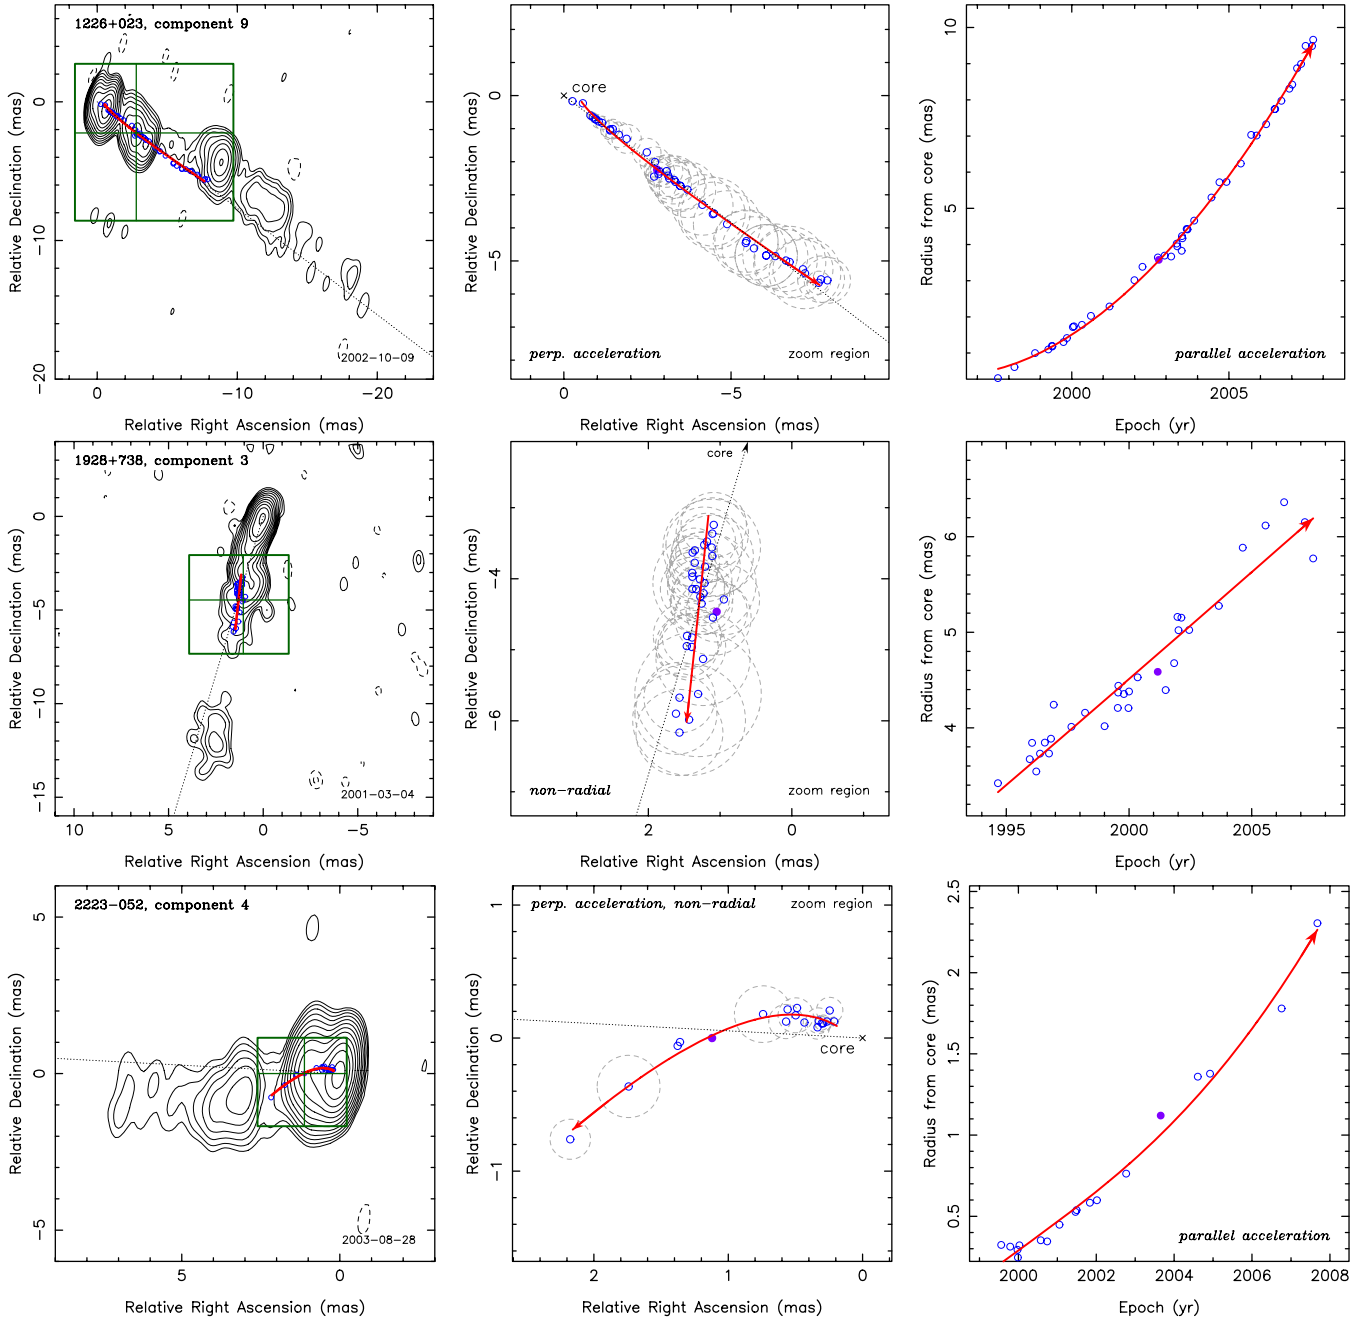 1226+023, component 9
0
−10
−20
Relative Declination (mas)
2002−10−09
0
−10
−20
Relative Right Ascension (mas)
core
0
−5
Relative Declination (mas)
perp. acceleration
zoom region
0
−5
Relative Right Ascension (mas)
10
5
Radius from core (mas)
parallel acceleration
2000
2005
Epoch (yr)
1928+738, component 3
0
−5
−10
−15
Relative Declination (mas)
2001−03−04
10
5
0
−5
Relative Right Ascension (mas)
core
−4
−6
Relative Declination (mas)
non−radial
zoom region
2
0
Relative Right Ascension (mas)
6
5
4
Radius from core (mas)
1995
2000
2005
Epoch (yr)
2223−052, component 4
5
0
−5
Relative Declination (mas)
2003−08−28
5
0
Relative Right Ascension (mas)
perp. acceleration, non−radial
zoom region
1
0
−1
Relative Declination (mas)
core
2
1
0
Relative Right Ascension (mas)
2.5
2
1.5
1
0.5
Radius from core (mas)
parallel acceleration
2000
2002
2004
2006
2008
Epoch (yr)